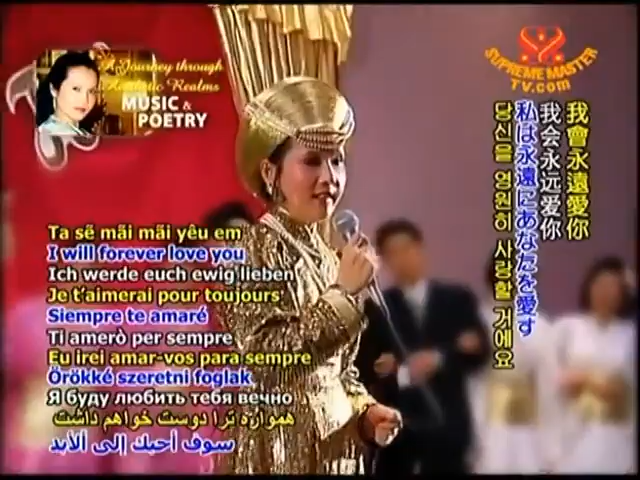 A Journey through
Aesthetic Realms
MUSIC &
POETRY
SUPREME MASTER
TV.com
我會永遠愛你
我会永远爱你
私は永遠にあなたを愛す
당신을 영원히 사랑할 거에요
Ta sẽ mãi mãi yêu em
I will forever love you
Ich werde euch ewig lieben
Je t'aimerai pour toujours
Siempre te amaré
Ti amerò per sempre
Eu irei amar-vos para sempre
Örökké szeretni foglak
Я буду любить тебя вечно
همواره ترا دوست خواهم داشت
سوف أحبك إلى الأبد